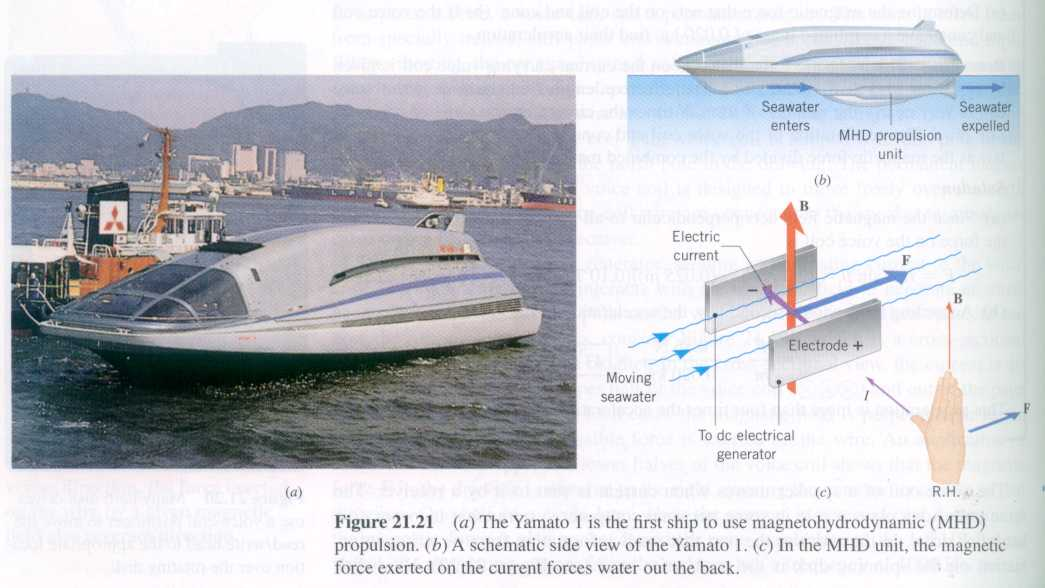 Seawater
enters
MHD propulsion
unit
Seawater
expelled
(b)
B
Electric
current
F
−
Electrode +
B
Moving
seawater
I
F
To dc electrical
generator
(a)
(c)
R.H.
Figure 21.21 (a) The Yamato 1 is the first ship to use magnetohydrodynamic (MHD)
propulsion. (b) A schematic side view of the Yamato 1. (c) In the MHD unit, the magnetic
force exerted on the current forces water out the back.